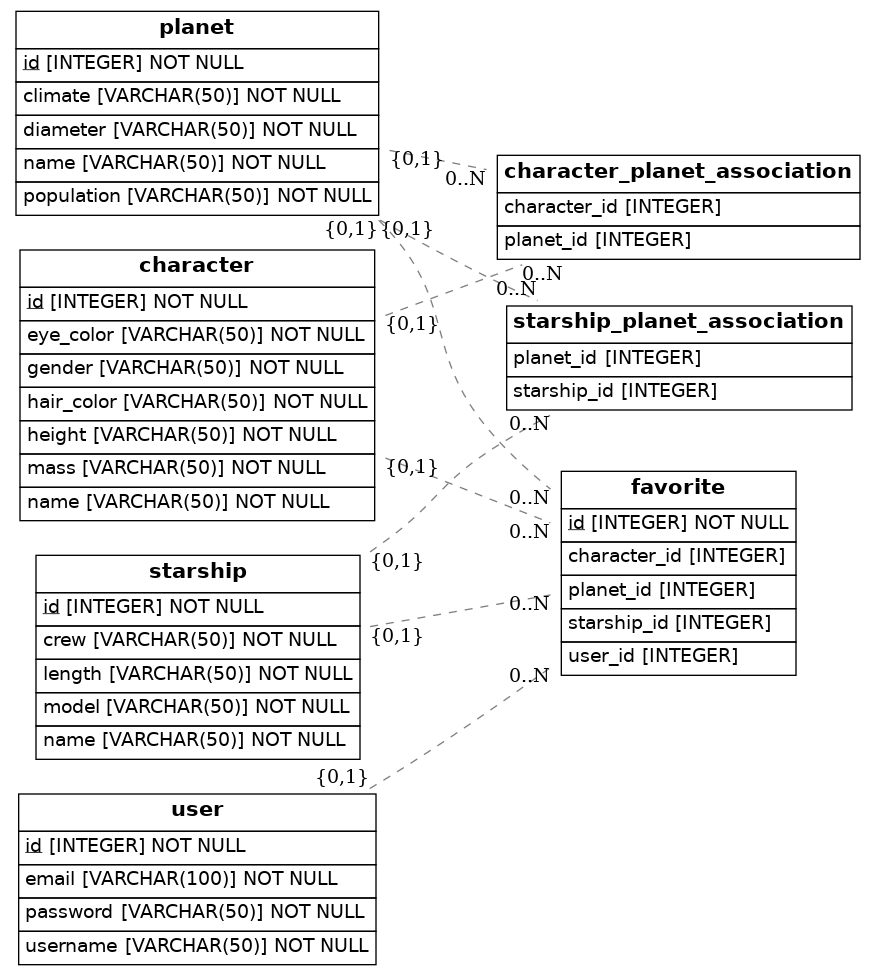 planet
id [INTEGER] NOT NULL
climate [VARCHAR(50)] NOT NULL
diameter [VARCHAR(50)] NOT NULL
name [VARCHAR(50)] NOT NULL
population [VARCHAR(50)] NOT NULL
{0,1}
0..N
character_planet_association
character_id [INTEGER]
planet_id [INTEGER]
{0,1}
{0,1}
0..N
0..N
character
id [INTEGER] NOT NULL
eye_color [VARCHAR(50)] NOT NULL
gender [VARCHAR(50)] NOT NULL
hair_color [VARCHAR(50)] NOT NULL
height [VARCHAR(50)] NOT NULL
mass [VARCHAR(50)] NOT NULL
name [VARCHAR(50)] NOT NULL
{0,1}
{0,1}
starship_planet_association
planet_id [INTEGER]
starship_id [INTEGER]
0..N
0..N
0..N
0..N
0..N
favorite
id [INTEGER] NOT NULL
character_id [INTEGER]
planet_id [INTEGER]
starship_id [INTEGER]
user_id [INTEGER]
starship
id [INTEGER] NOT NULL
crew [VARCHAR(50)] NOT NULL
length [VARCHAR(50)] NOT NULL
model [VARCHAR(50)] NOT NULL
name [VARCHAR(50)] NOT NULL
{0,1}
{0,1}
{0,1}
user
id [INTEGER] NOT NULL
email [VARCHAR(100)] NOT NULL
password [VARCHAR(50)] NOT NULL
username [VARCHAR(50)] NOT NULL